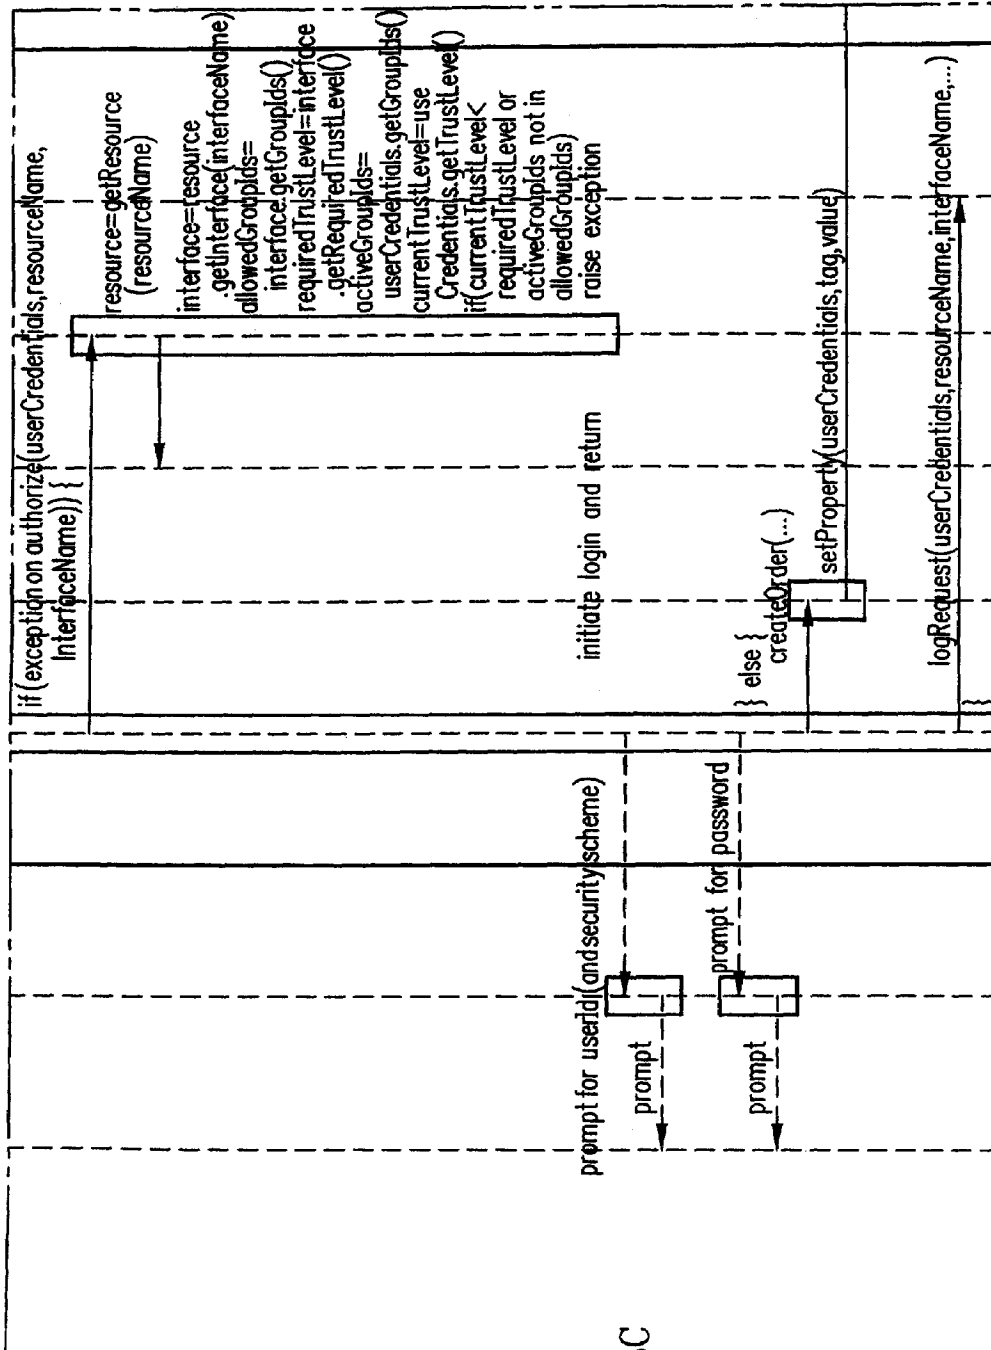 if(exception on authorize(userCredentials,resourceName,
InterfaceName)) {
resource=getResource
(resourceName)
interface=resource
.getInterface(interfaceName)
allowedGroupIds=
interface.getGroupIds()
requiredTrustLevel=interface
.getRequiredTrustLevel()
activeGroupIds=
userCredentials.getGroupIds()
currentTrustLevel=use
Credentials.getTrustLevel()
if(currentTrustLevel<
requiredTrustLevel or
activeGroupIds not in
allowedGroupIds)
raise exception
prompt for userId (and security scheme)
initiate login and return
prompt
prompt for password
} else {
createOrder(...)
prompt
setProperty(userCredentials,tag,value)
logRequest(userCredentials,resourceName,interfaceName,...)
}